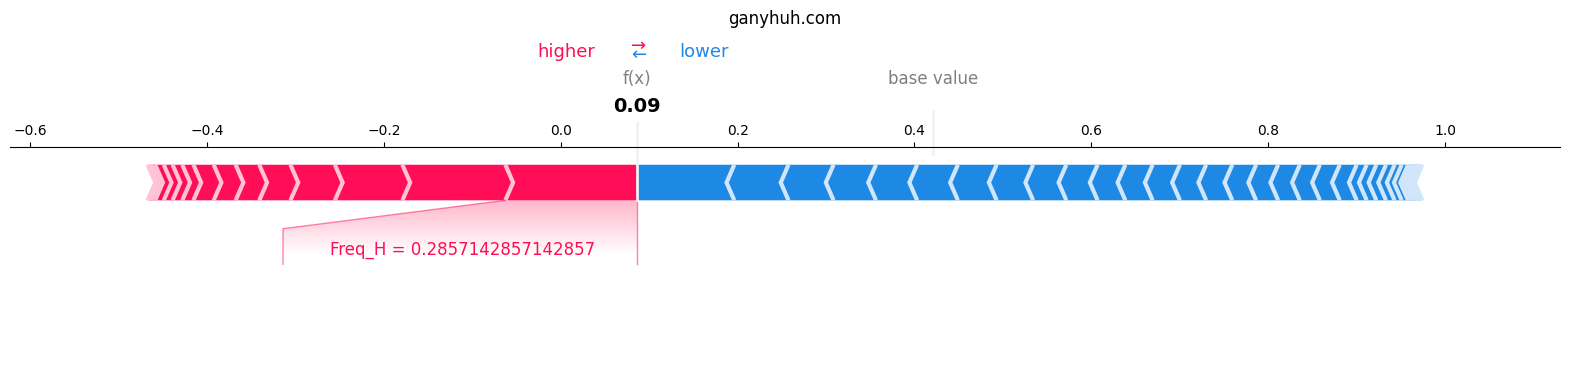 ganyhuh.com
higher → ← lower
f(x) base value
0.09
−0.6 −0.4 −0.2 0.0 0.2 0.4 0.6 0.8 1.0
Freq_H = 0.2857142857142857